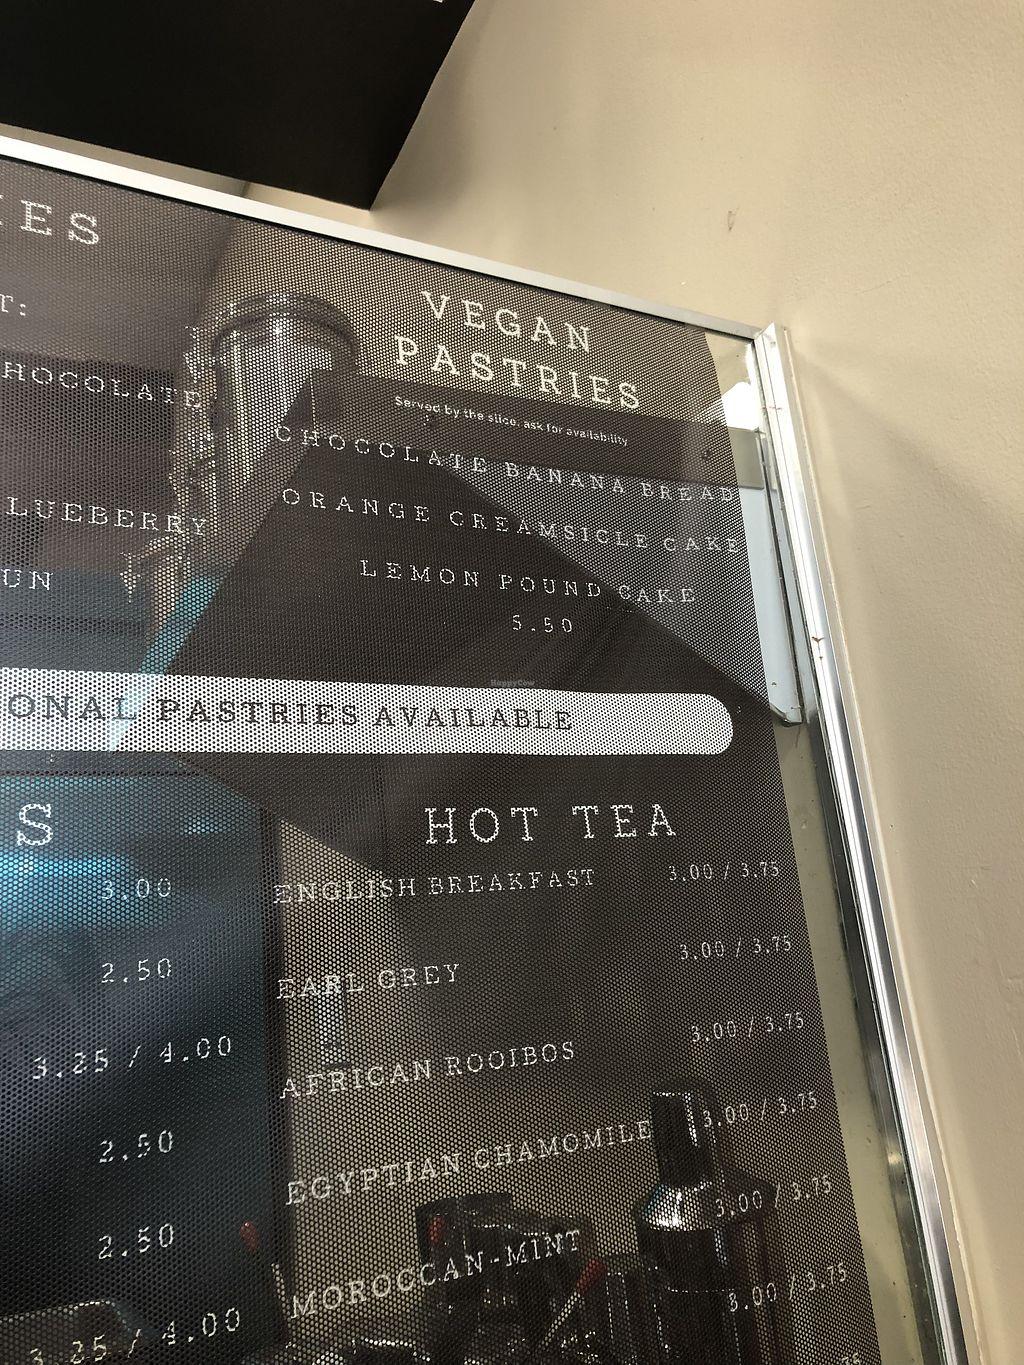 IES
T:
HOCOLATE
LUEBERRY
UN
VEGAN
PASTRIES
Served by the slice, ask for availability
CHOCOLATE BANANA BREAD
ORANGE CREAMSICLE CAKE
LEMON POUND CAKE
5.50
HappyCow
ONAL PASTRIES AVAILABLE
S
3.00
2.50
3.25 / 4.00
2.50
2.50
3.25 / 4.00
HOT TEA
ENGLISH BREAKFAST 3.00 / 3.75
EARL GREY 3.00 / 3.75
AFRICAN ROOIBOS 3.00 / 3.75
EGYPTIAN CHAMOMILE 3.00 / 3.75
MOROCCAN-MINT 3.00 / 3.75
3.00 / 3.75